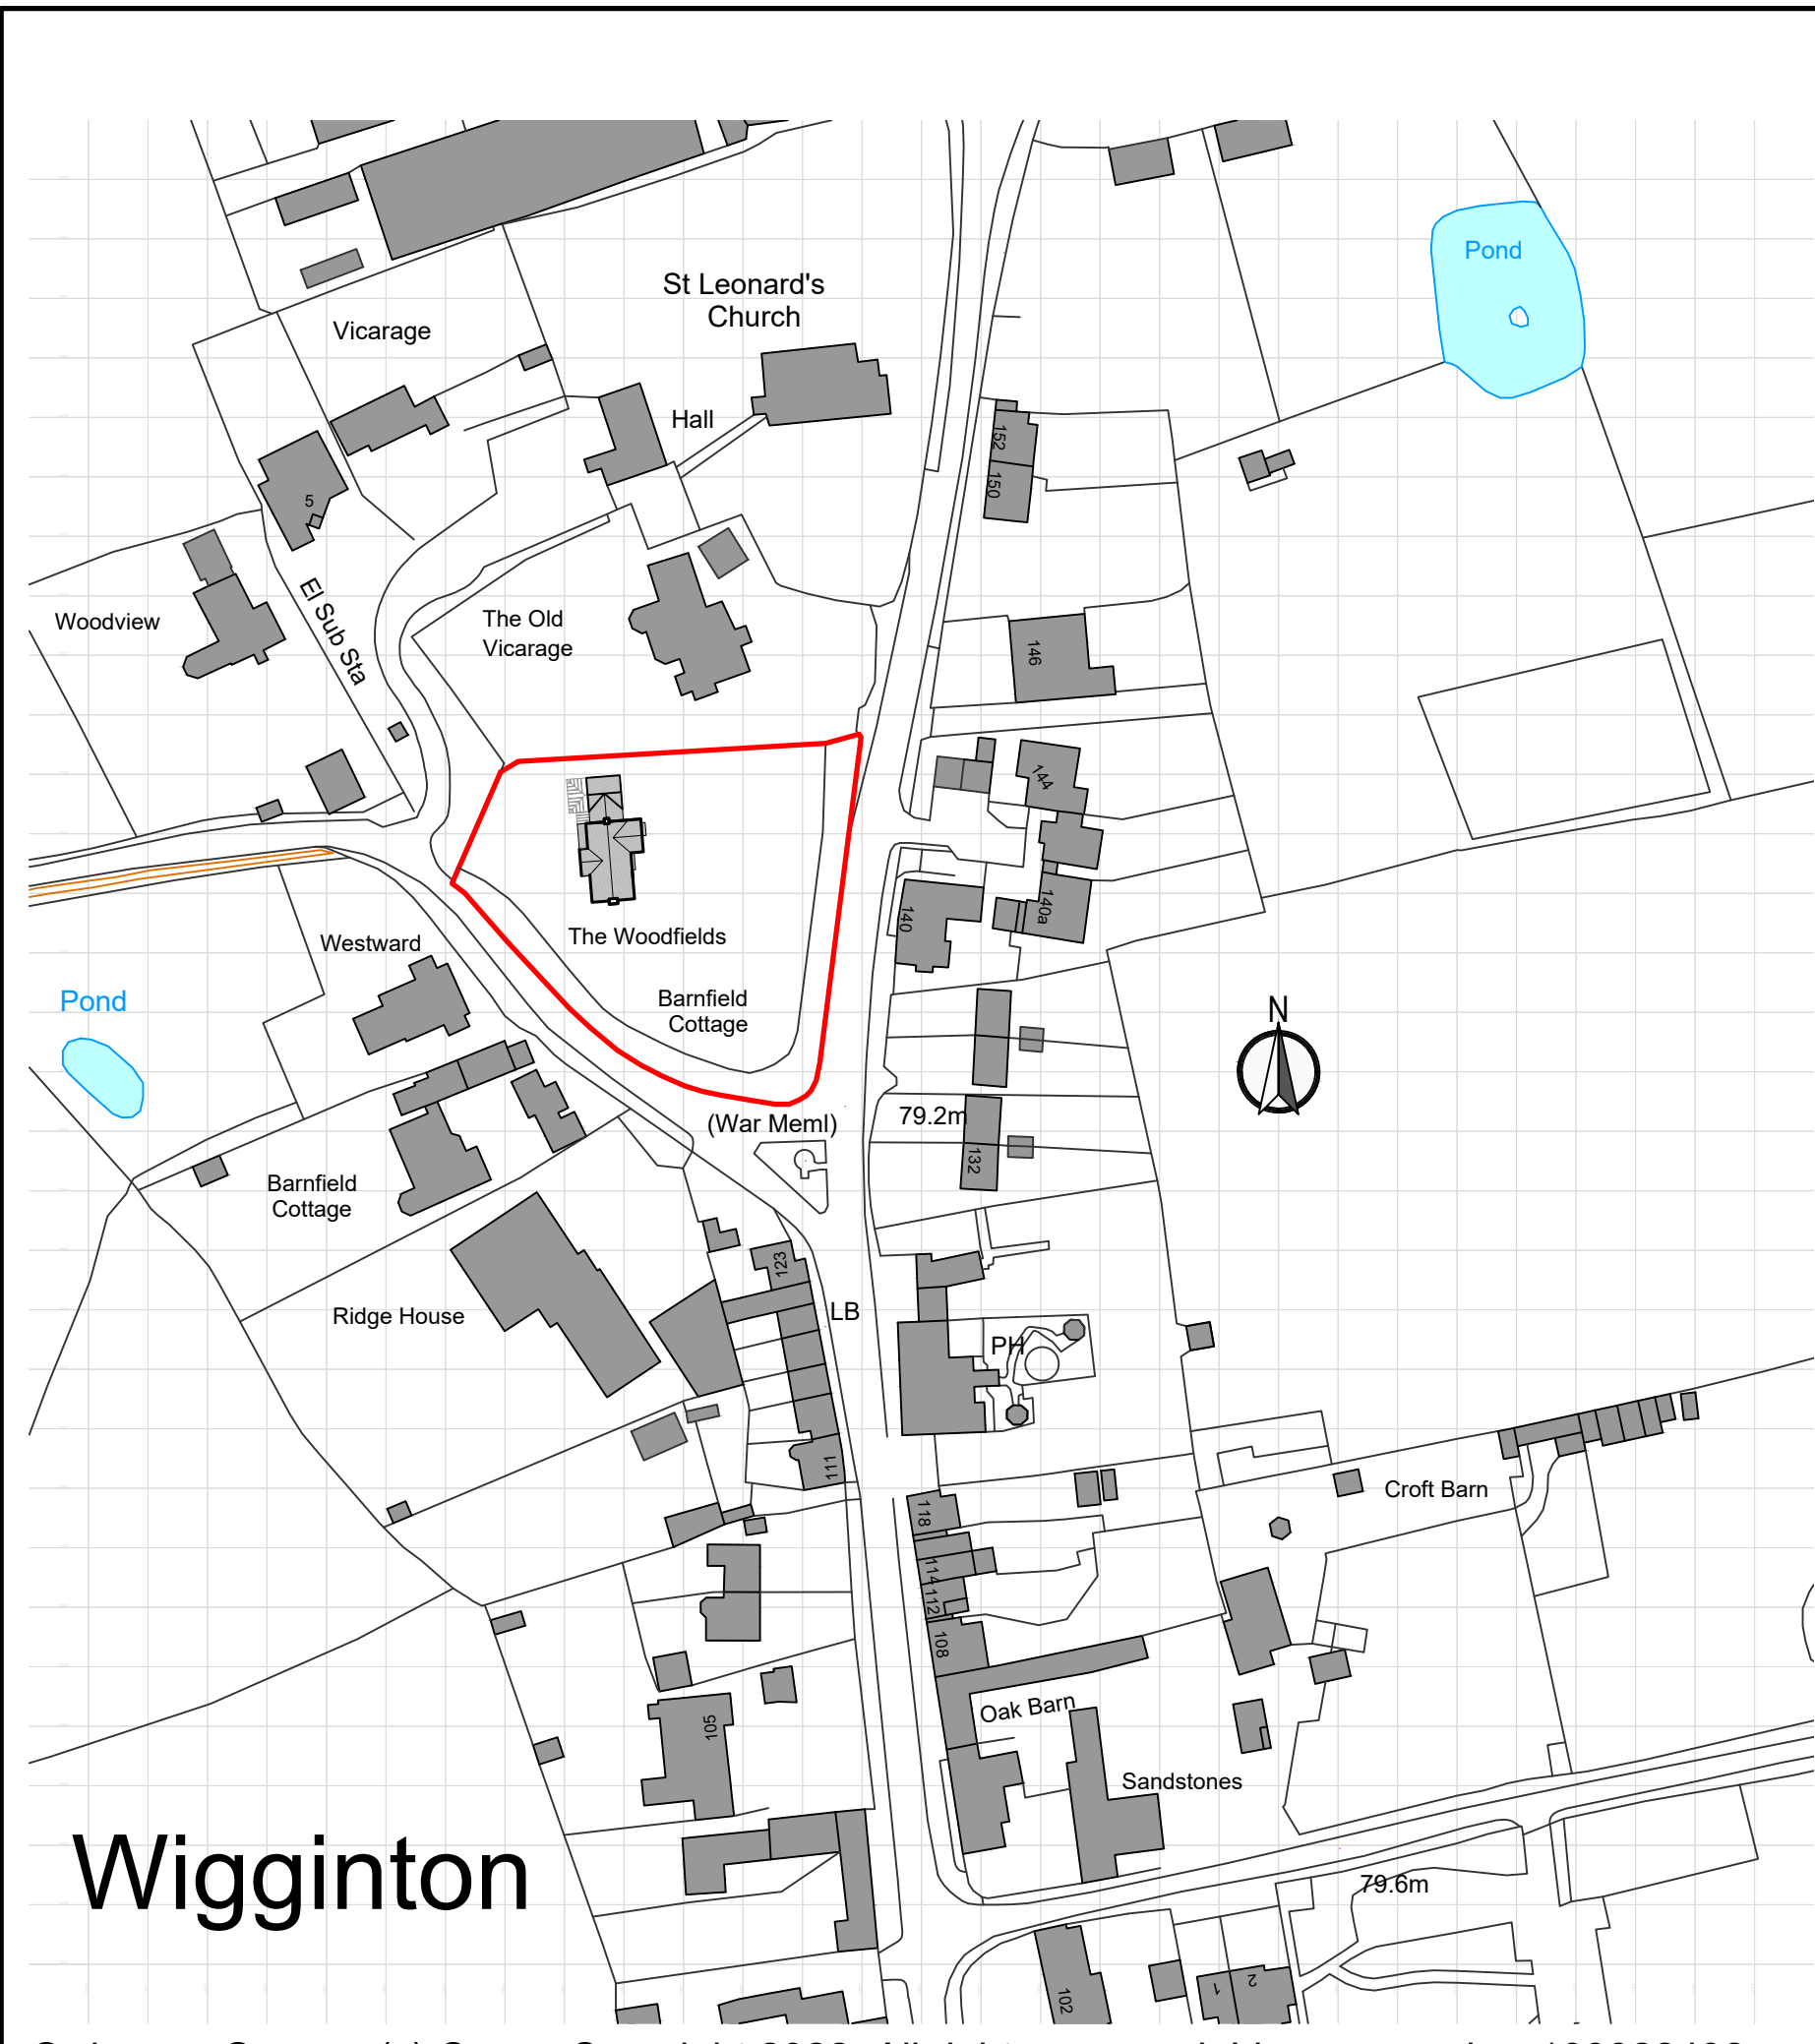 Pond
St Leonard's
Church
Vicarage
Hall
152
150
5
El Sub Sta
Woodview
The Old
Vicarage
146
144
140a
140
The Woodfields
Westward
Barnfield
Cottage
Pond
N
(War Meml)
79.2m
132
Barnfield
Cottage
123
LB
Ridge House
PH
111
118
114
112
108
Croft Barn
Oak Barn
105
Sandstones
Wigginton
79.6m
102
1
2